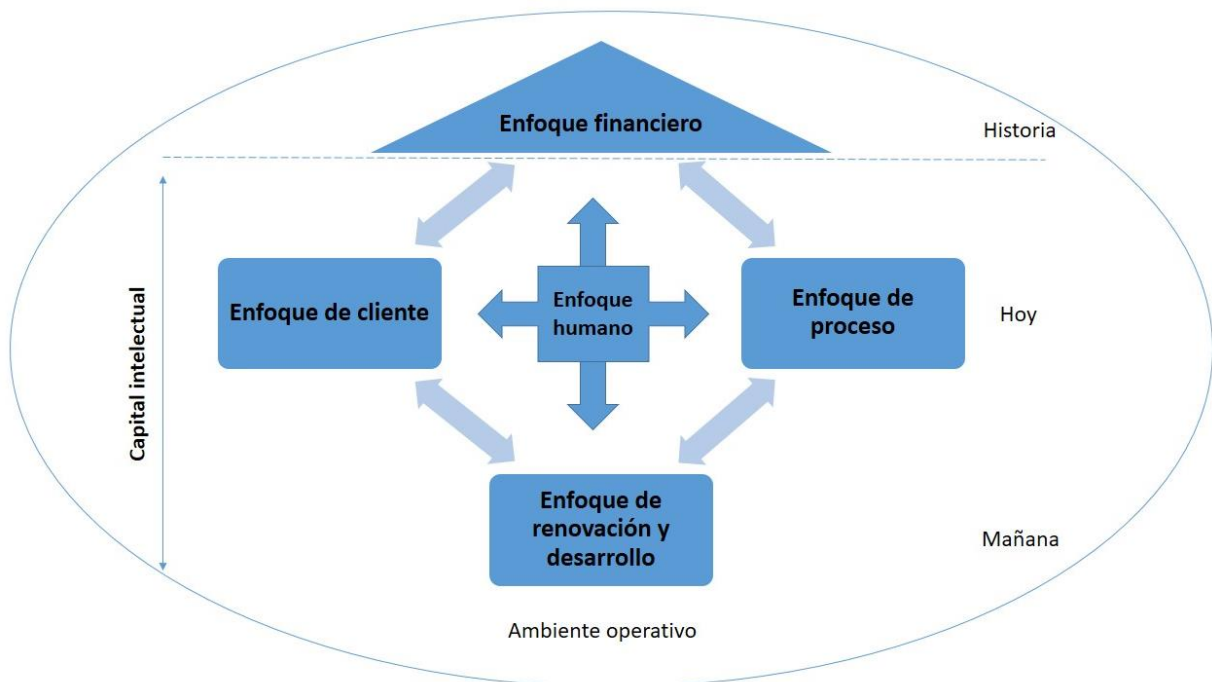 Enfoque financiero
Historia
Capital intelectual
Enfoque de cliente
Enfoque
humano
Enfoque de
proceso
Hoy
Enfoque de
renovación y
desarrollo
Mañana
Ambiente operativo